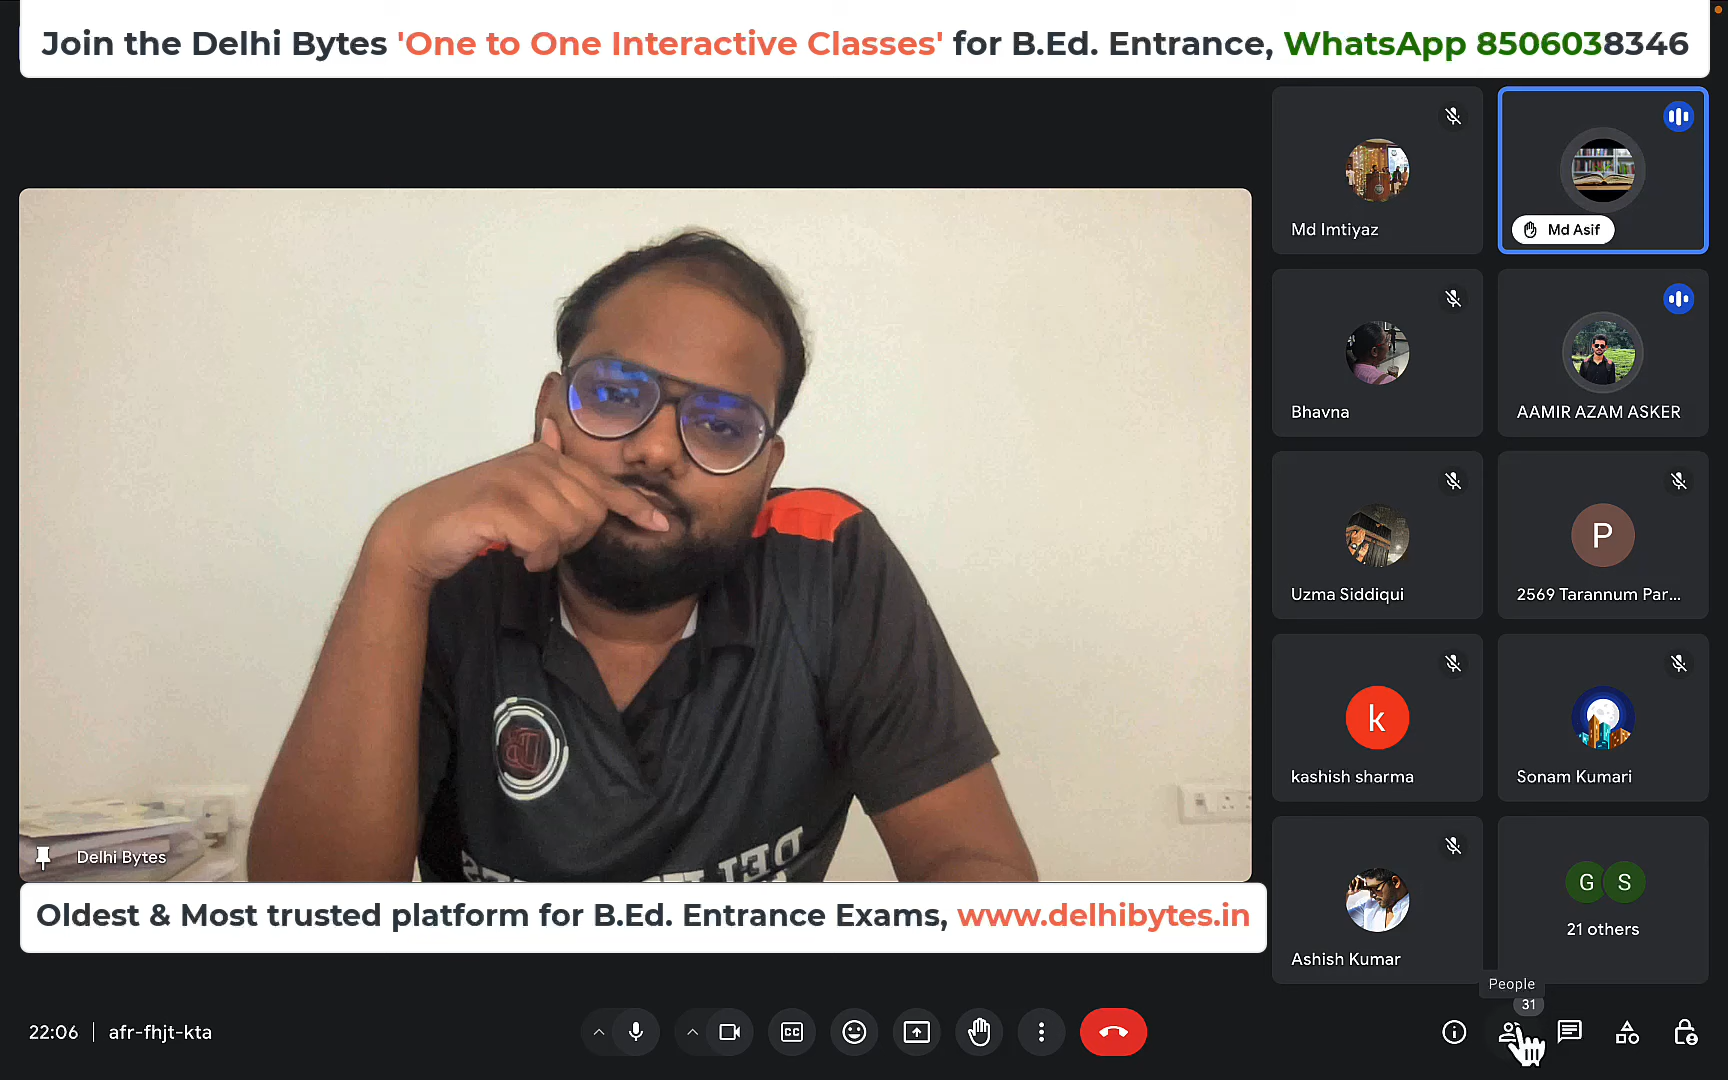 Join the Delhi Bytes 'One to One Interactive Classes' for B.Ed. Entrance, WhatsApp 8506038346
Md Imtiyaz
Md Asif
Bhavna
AAMIR AZAM ASKER
Uzma Siddiqui
P
2569 Tarannum Par...
k
kashish sharma
Sonam Kumari
Delhi Bytes
Oldest & Most trusted platform for B.Ed. Entrance Exams, www.delhibytes.in
Ashish Kumar
G S
21 others
People
31
22:06 | afr-fhjt-kta
CC